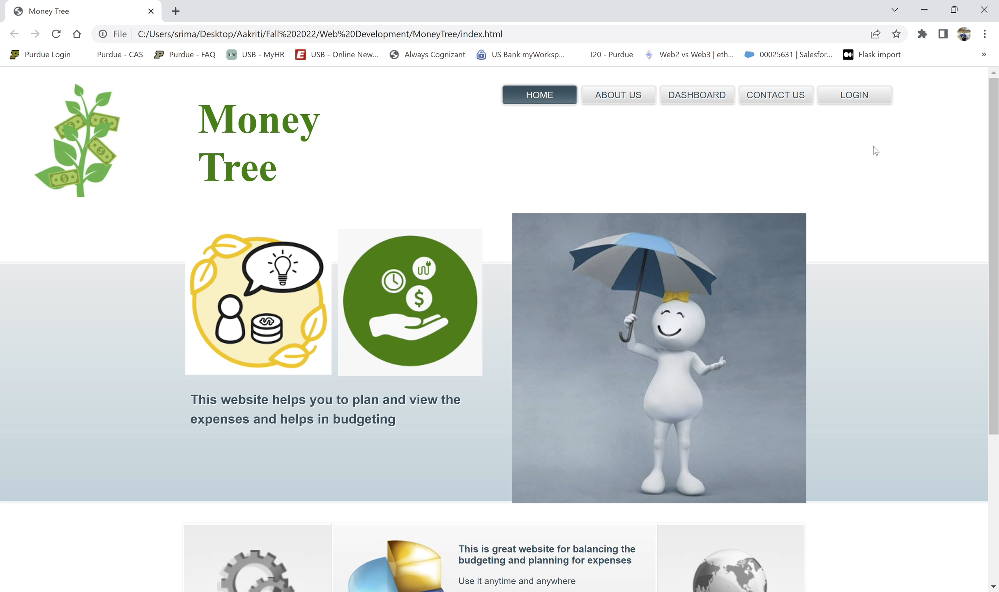 Money Tree
File
C:/Users/srima/Desktop/Aakriti/Fall%202022/Web%20Development/MoneyTree/index.html
Purdue Login
Purdue - CAS
Purdue - FAQ
now
USB - MyHR
E
USB - Online New...
Always Cognizant
US Bank myWorksp...
I20 - Purdue
Web2 vs Web3 | eth...
00025631 | Salesfor...
Flask import
»
HOME
ABOUT US
DASHBOARD
CONTACT US
LOGIN
Money
Tree
This website helps you to plan and view the
expenses and helps in budgeting
This is great website for balancing the
budgeting and planning for expenses
Use it anytime and anywhere